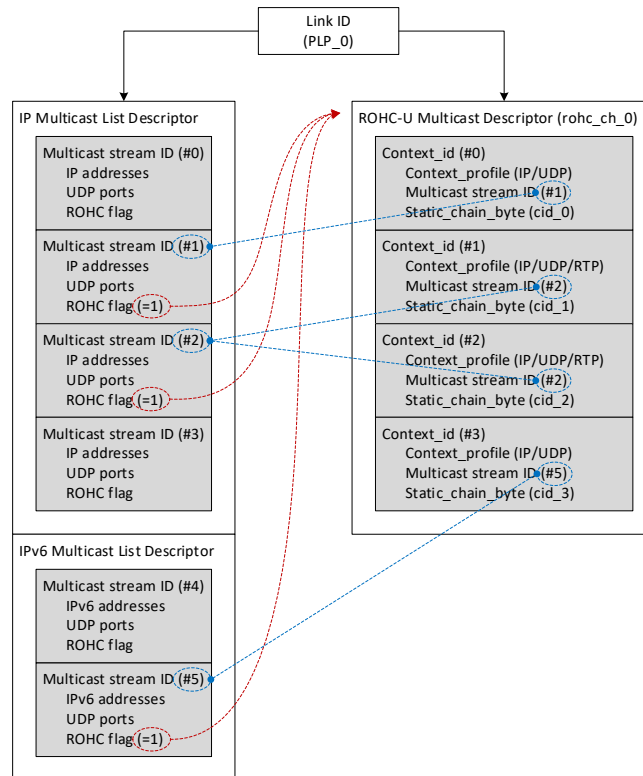 Link ID
(PLP_0)
IP Multicast List Descriptor
Multicast stream ID (#0)
IP addresses
UDP ports
ROHC flag
Multicast stream ID (#1)
IP addresses
UDP ports
ROHC flag (=1)
Multicast stream ID (#2)
IP addresses
UDP ports
ROHC flag (=1)
Multicast stream ID (#3)
IP addresses
UDP ports
ROHC flag
IPv6 Multicast List Descriptor
Multicast stream ID (#4)
IPv6 addresses
UDP ports
ROHC flag
Multicast stream ID (#5)
IPv6 addresses
UDP ports
ROHC flag (=1)
ROHC-U Multicast Descriptor (rohc_ch_0)
Context_id (#0)
Context_profile (IP/UDP)
Multicast stream ID (#1)
Static_chain_byte (cid_0)
Context_id (#1)
Context_profile (IP/UDP/RTP)
Multicast stream ID (#2)
Static_chain_byte (cid_1)
Context_id (#2)
Context_profile (IP/UDP/RTP)
Multicast stream ID (#2)
Static_chain_byte (cid_2)
Context_id (#3)
Context_profile (IP/UDP)
Multicast stream ID (#5)
Static_chain_byte (cid_3)